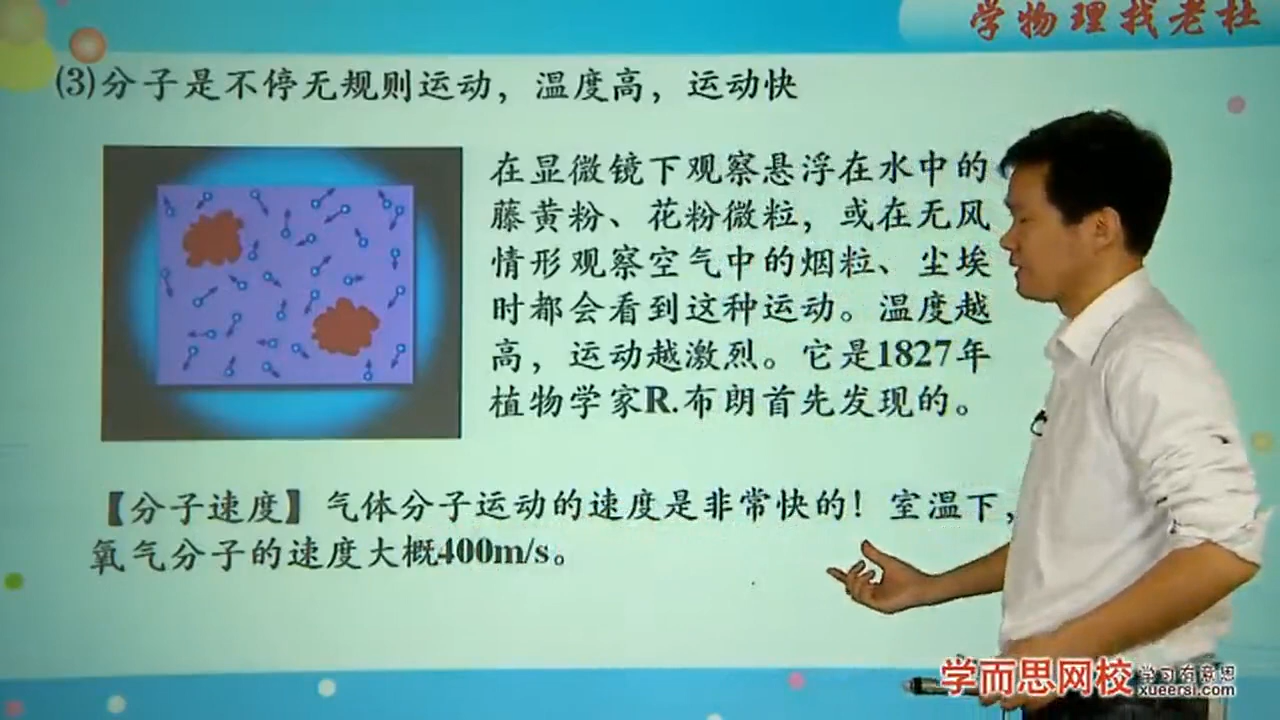 学物理找老杜
(3)分子是不停无规则运动，温度高，运动快
在显微镜下观察悬浮在水中的
藤黄粉、花粉微粒，或在无风
情形观察空气中的烟粒、尘埃
时都会看到这种运动。温度越
高，运动越激烈。它是1827年
植物学家R.布朗首先发现的。
【分子速度】气体分子运动的速度是非常快的！室温下，
氧气分子的速度大概400m/s。
学而思网校
学习有意思
xueersi.com